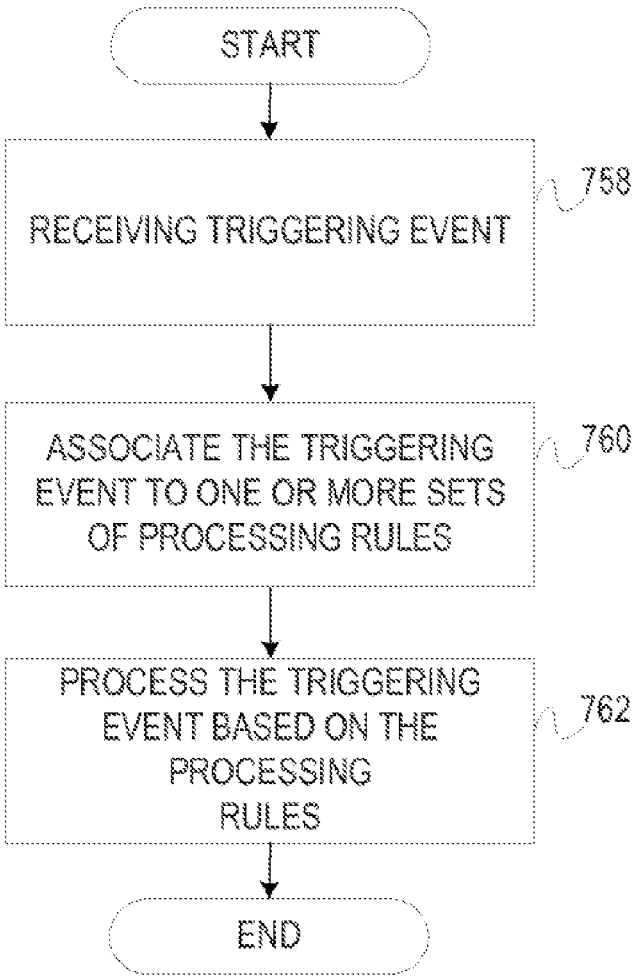 START
RECEIVING TRIGGERING EVENT
758
ASSOCIATE THE TRIGGERING
EVENT TO ONE OR MORE SETS
OF PROCESSING RULES
760
PROCESS THE TRIGGERING
EVENT BASED ON THE
PROCESSING
RULES
762
END